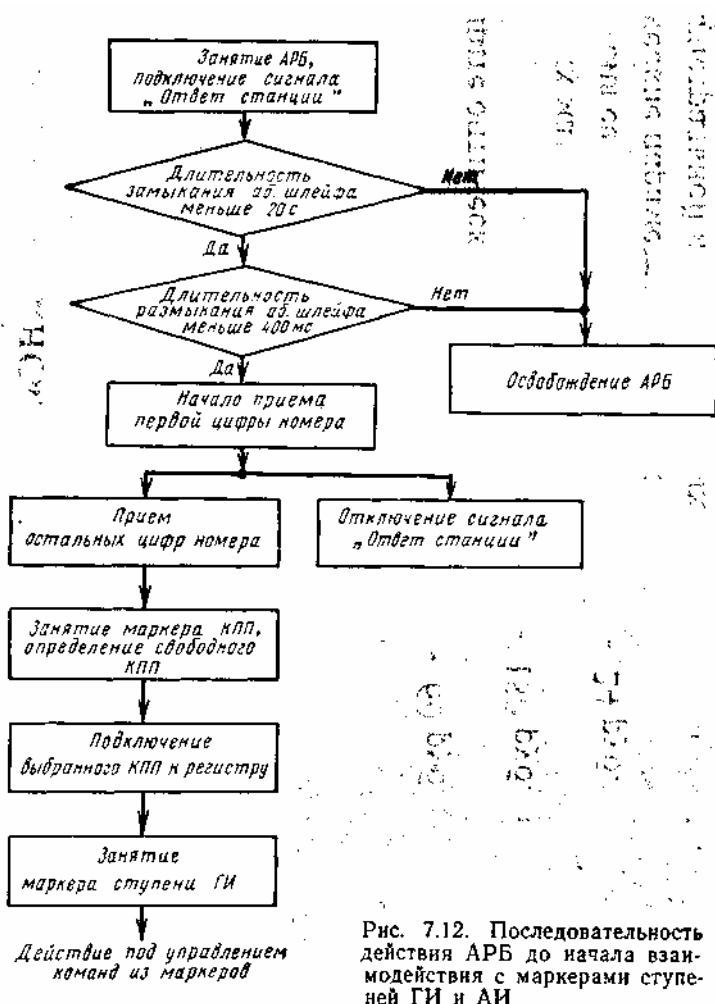 Занятие АРБ,
подключение сигнала
„Ответ станции"
Длительность
замыкания аб. шлейфа
меньше 20 с
Нет
Да
Длительность
размыкания аб. шлейфа
меньше 400 мс
Нет
Да
Освобождение АРБ
Начало приема
первой цифры номера
Прием
остальных цифр номера
Отключение сигнала
„Ответ станции"
Занятие маркера КПП,
определение свободного
КПП
Подключение
выбранного КПП к регистру
Занятие
маркера ступени ГИ
Действие под управлением
команд из маркеров
Рис. 7.12. Последовательность
действия АРБ до начала взаи-
модействия с маркерами ступе-
ней ГИ и АИ